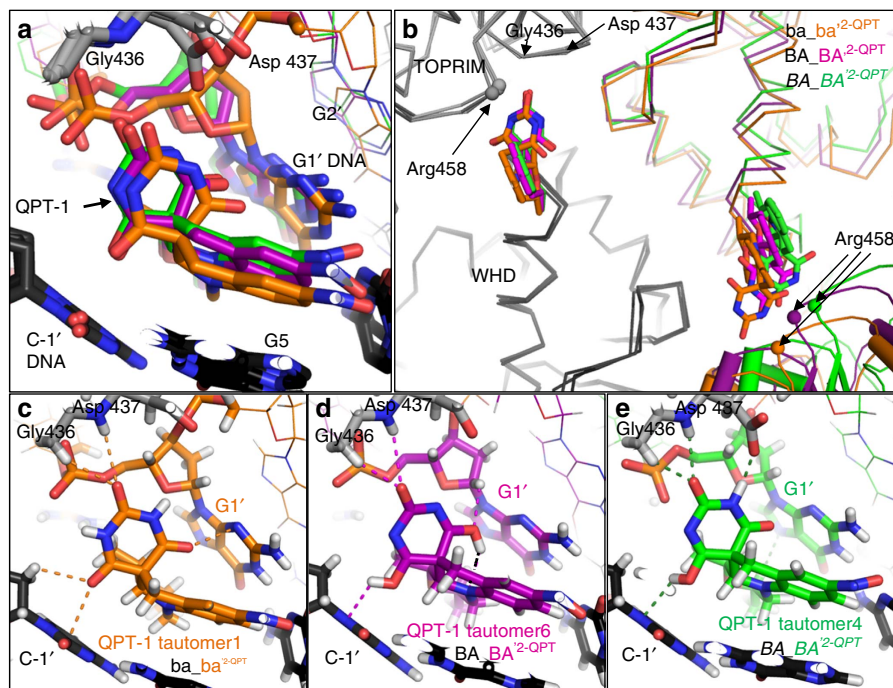 a
Gly436
Asp 437
G2′
G1′ DNA
QPT-1
C-1′
DNA
G5
b
Gly436
Asp 437
TOPRIM
Arg458
WHD
ba_ba′2-QPT
BA_BA′2-QPT
BA_BA′2-QPT
Arg458
c
Asp 437
Gly436
G1′
QPT-1 tautomer1
C-1′
ba_ba′2-QPT
d
Asp 437
Gly436
G1′
QPT-1 tautomer6
C-1′
BA_BA′2-QPT
e
Asp 437
Gly436
G1′
QPT-1 tautomer4
C-1′
BA_BA′2-QPT